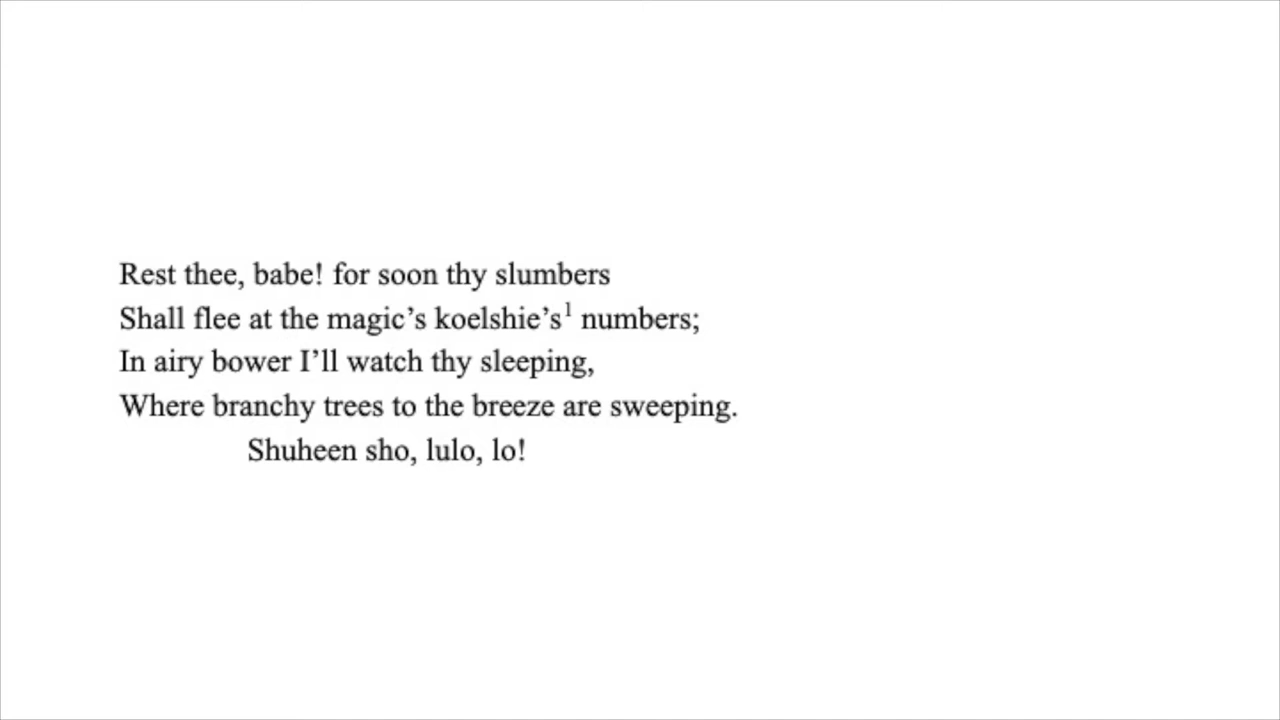 Rest thee, babe! for soon thy slumbers
Shall flee at the magic’s koelshie’s¹ numbers;
In airy bower I’ll watch thy sleeping,
Where branchy trees to the breeze are sweeping.
Shuheen sho, lulo, lo!